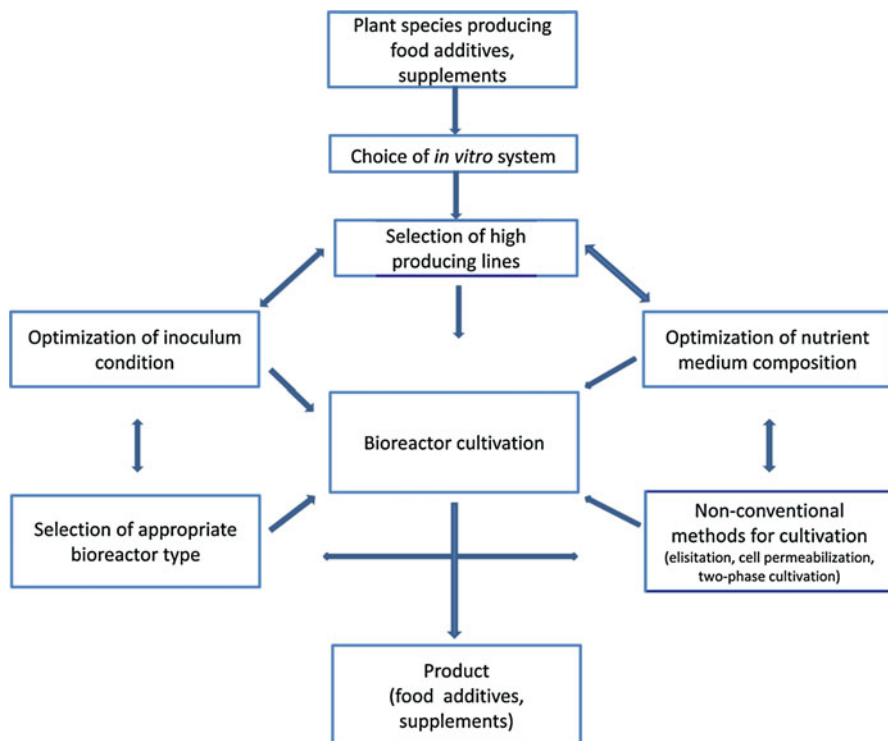 Plant species producing
food additives,
supplements
Choice of in vitro system
Selection of high
producing lines
Optimization of inoculum
condition
Optimization of nutrient
medium composition
Bioreactor cultivation
Selection of appropriate
bioreactor type
Non-conventional
methods for cultivation
(elisitation, cell permeabilization,
two-phase cultivation)
Product
(food additives,
supplements)